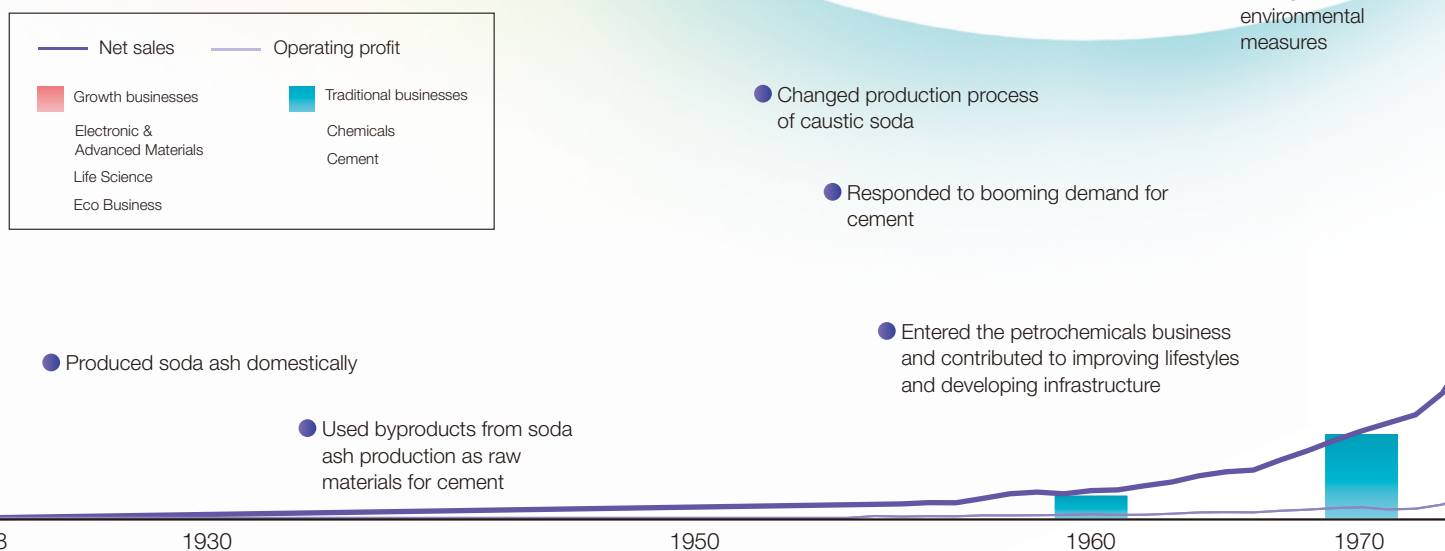 environmental
measures
Net sales
Operating profit
Growth businesses
Electronic &
Advanced Materials
Life Science
Eco Business
Traditional businesses
Chemicals
Cement
Changed production process
of caustic soda
Responded to booming demand for
cement
Entered the petrochemicals business
and contributed to improving lifestyles
and developing infrastructure
Produced soda ash domestically
Used byproducts from soda
ash production as raw
materials for cement
1930
1950
1960
1970